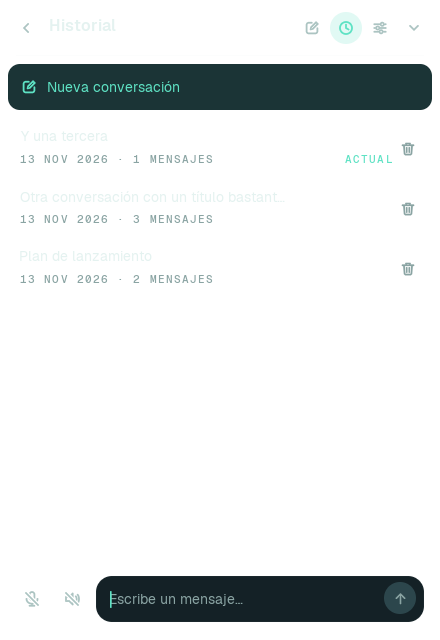 Historial
Nueva conversación
Y una tercera
13 NOV 2026 · 1 MENSAJES
ACTUAL
Otra conversación con un título bastant…
13 NOV 2026 · 3 MENSAJES
Plan de lanzamiento
13 NOV 2026 · 2 MENSAJES
Escribe un mensaje…